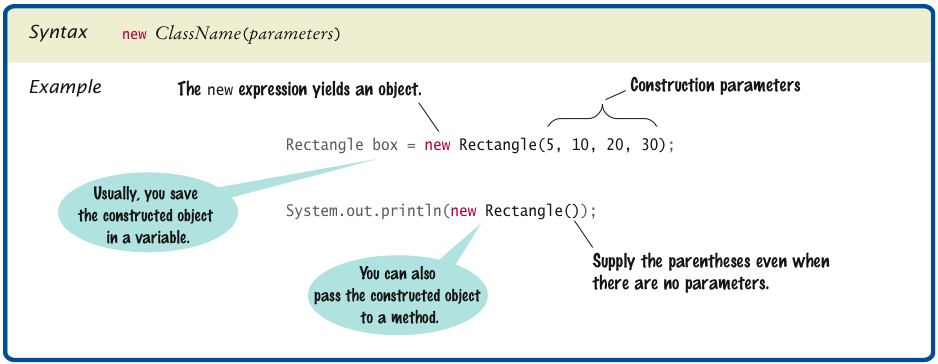 Syntax new ClassName(parameters)
Example
The new expression yields an object.
Construction parameters
Rectangle box = new Rectangle(5, 10, 20, 30);
Usually, you save
the constructed object
in a variable.
System.out.println(new Rectangle());
You can also
pass the constructed object
to a method.
Supply the parentheses even when
there are no parameters.